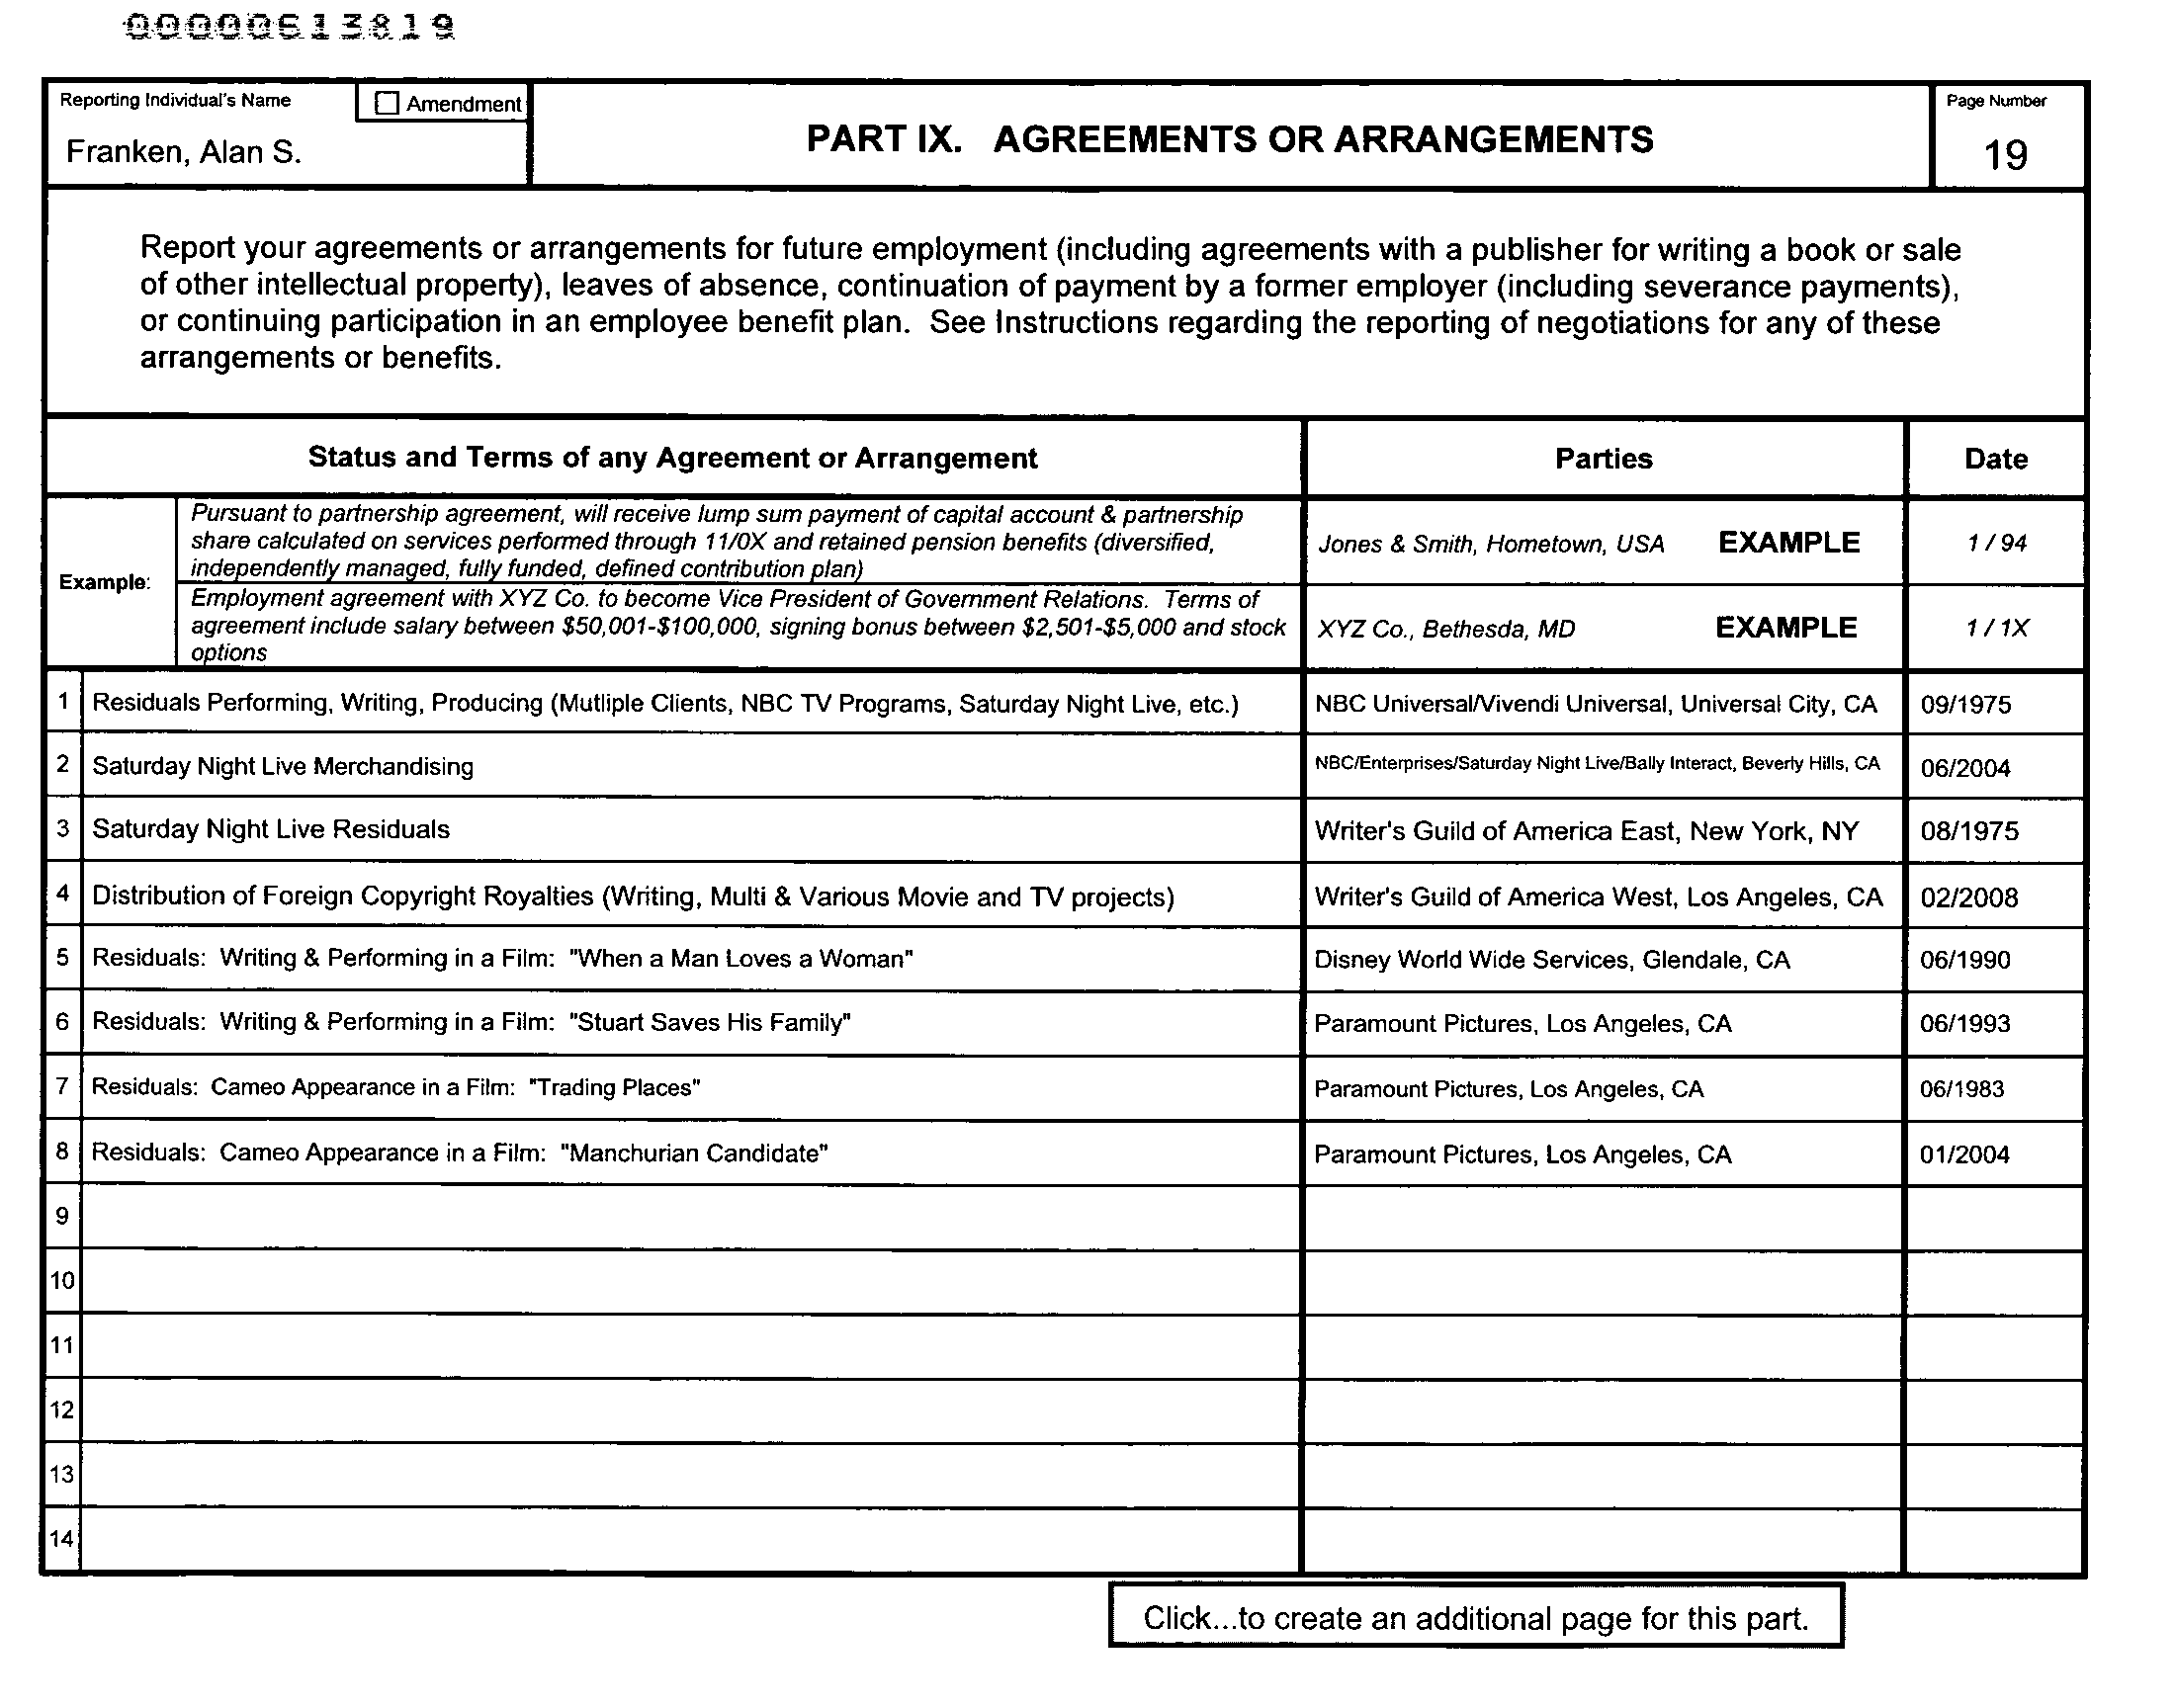 00000613819
Reporting Individual's Name
Amendment
Franken, Alan S.
PART IX. AGREEMENTS OR ARRANGEMENTS
Page Number
19
Report your agreements or arrangements for future employment (including agreements with a publisher for writing a book or sale
of other intellectual property), leaves of absence, continuation of payment by a former employer (including severance payments),
or continuing participation in an employee benefit plan. See Instructions regarding the reporting of negotiations for any of these
arrangements or benefits.
Status and Terms of any Agreement or Arrangement Parties Date
Example:
Pursuant to partnership agreement, will receive lump sum payment of capital account & partnership
share calculated on services performed through 11/0X and retained pension benefits (diversified,
independently managed, fully funded, defined contribution plan)
Jones & Smith, Hometown, USA EXAMPLE 1 / 94
Employment agreement with XYZ Co. to become Vice President of Government Relations. Terms of
agreement include salary between $50,001-$100,000, signing bonus between $2,501-$5,000 and stock
options
XYZ Co., Bethesda, MD EXAMPLE 1 / 1X
1 Residuals Performing, Writing, Producing (Mutliple Clients, NBC TV Programs, Saturday Night Live, etc.) NBC Universal/Vivendi Universal, Universal City, CA 09/1975
2 Saturday Night Live Merchandising NBC/Enterprises/Saturday Night Live/Bally Interact, Beverly Hills, CA 06/2004
3 Saturday Night Live Residuals Writer's Guild of America East, New York, NY 08/1975
4 Distribution of Foreign Copyright Royalties (Writing, Multi & Various Movie and TV projects) Writer's Guild of America West, Los Angeles, CA 02/2008
5 Residuals: Writing & Performing in a Film: "When a Man Loves a Woman" Disney World Wide Services, Glendale, CA 06/1990
6 Residuals: Writing & Performing in a Film: "Stuart Saves His Family" Paramount Pictures, Los Angeles, CA 06/1993
7 Residuals: Cameo Appearance in a Film: "Trading Places" Paramount Pictures, Los Angeles, CA 06/1983
8 Residuals: Cameo Appearance in a Film: "Manchurian Candidate" Paramount Pictures, Los Angeles, CA 01/2004
9
10
11
12
13
14
Click...to create an additional page for this part.